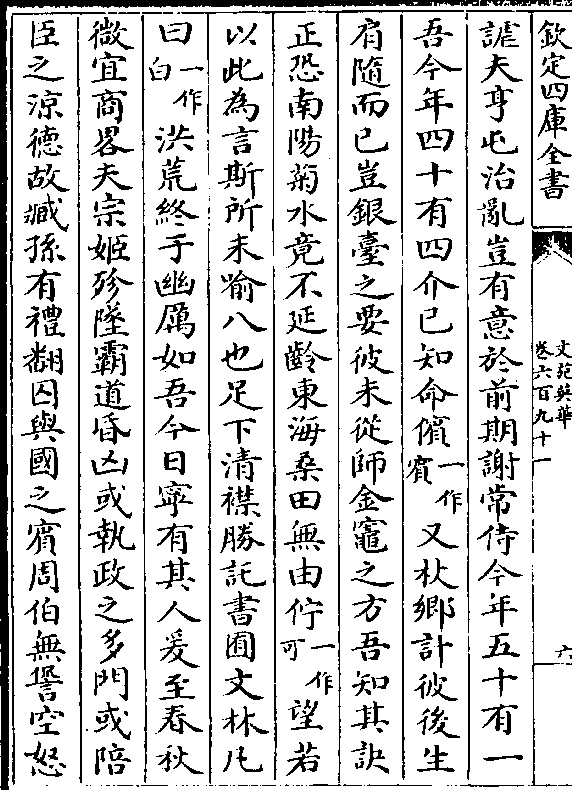 欽定四庫全書
文苑英華
卷六百九十一
六
謔夫亨屯治亂豈有意於前期謝常侍今年五十有一
吾今年四十有四介已知命儐一作賓又杖鄉計彼後生
肩隨而已豈銀臺之要彼未從師金竈之方吾知其訣
正恐南陽菊水竟不延齡東海桑田無由佇一作可望若
以此為言斯所未喻八也足下清襟勝託書囿文林凡
曰一作白洪荒終于幽厲如吾今日寧有其人爰至春秋
微宜商畧夫宗姬殄墜霸道昏凶或執政之多門或陪
臣之涼德故臧孫有禮翻囚與國之賓周伯無諐空怒